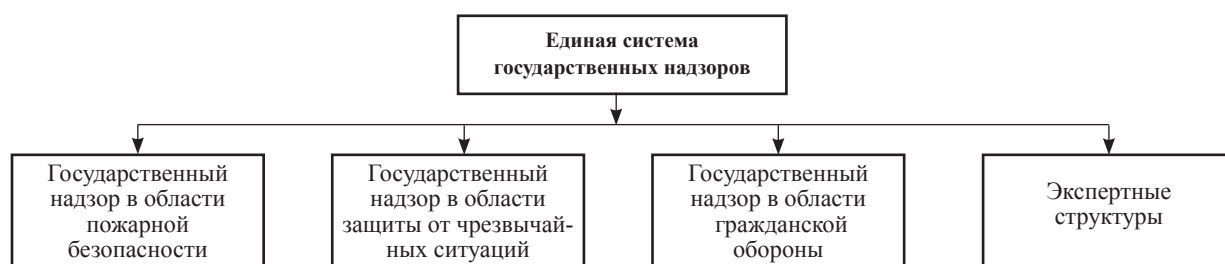 Единая система
государственных надзоров
Государственный
надзор в области
пожарной
безопасности
Государственный
надзор в области
защиты от чрезвычай-
ных ситуаций
Государственный
надзор в области
гражданской
обороны
Экспертные
структуры